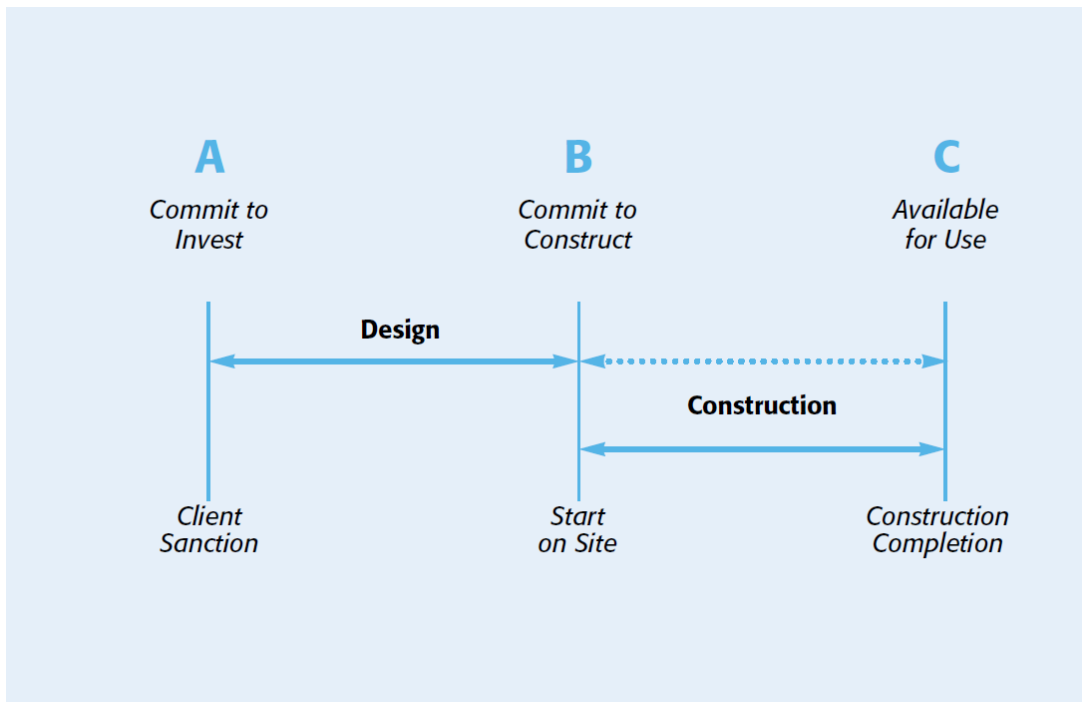 A
B
C
Commit to
Invest
Commit to
Construct
Available
for Use
Design
Construction
Client
Sanction
Start
on Site
Construction
Completion